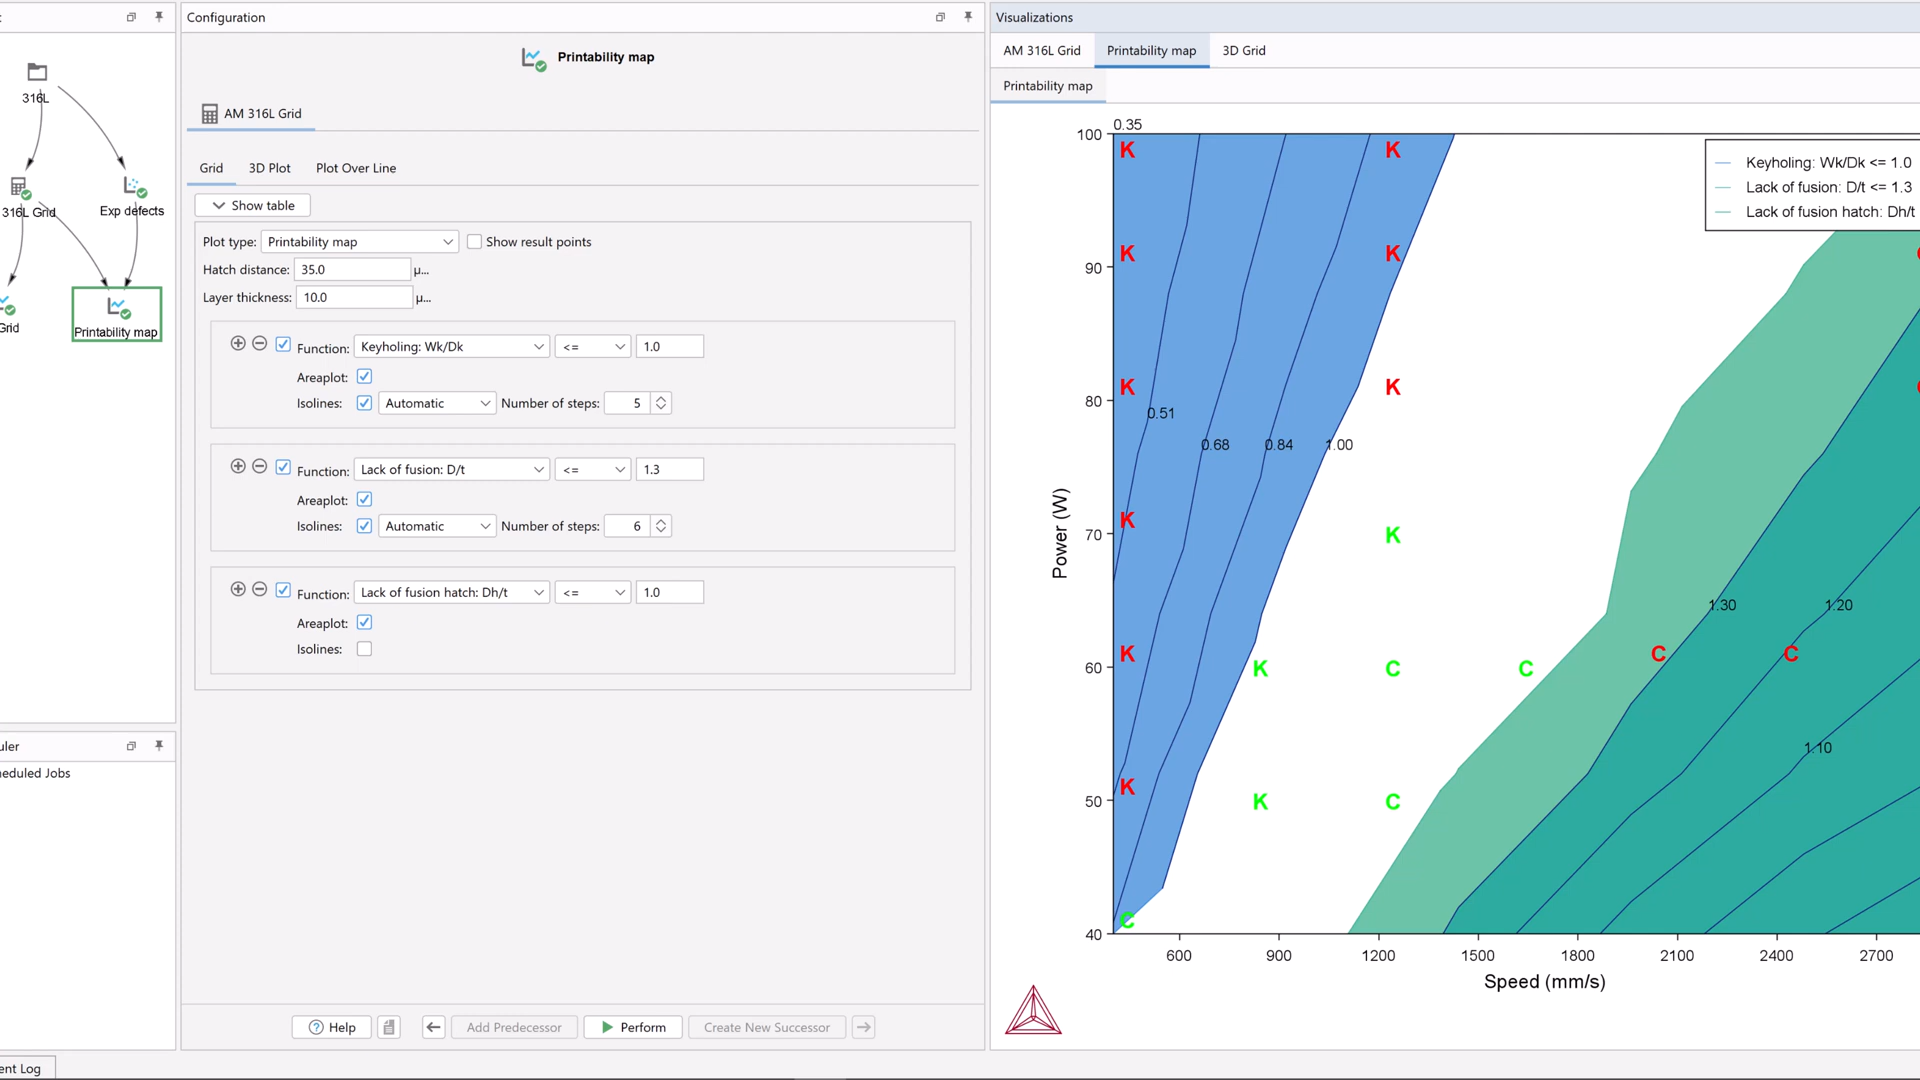 Configuration
Visualizations
Printability map
AM 316L Grid
Printability map
3D Grid
Printability map
316L
AM 316L Grid
316L Grid
Exp defects
Grid
Printability map
Grid
3D Plot
Plot Over Line
Show table
Plot type:
Printability map
Show result points
Hatch distance:
35.0
µ...
Layer thickness:
10.0
µ...
Function:
Keyholing: Wk/Dk
<=
1.0
Areaplot:
Isolines:
Automatic
Number of steps:
5
Function:
Lack of fusion: D/t
<=
1.3
Areaplot:
Isolines:
Automatic
Number of steps:
6
Function:
Lack of fusion hatch: Dh/t
<=
1.0
Areaplot:
Isolines:
uler
neduled Jobs
Help
Add Predecessor
Perform
Create New Successor
ent Log
0.35
Keyholing: Wk/Dk <= 1.0
Lack of fusion: D/t <= 1.3
Lack of fusion hatch: Dh/t
100
K
K
90
K
K
80
K
K
0.51
0.68
0.84
1.00
70
K
K
1.30
1.20
60
K
K
C
C
C
C
1.10
50
K
K
C
40
C
Power (W)
600
900
1200
1500
1800
2100
2400
2700
Speed (mm/s)